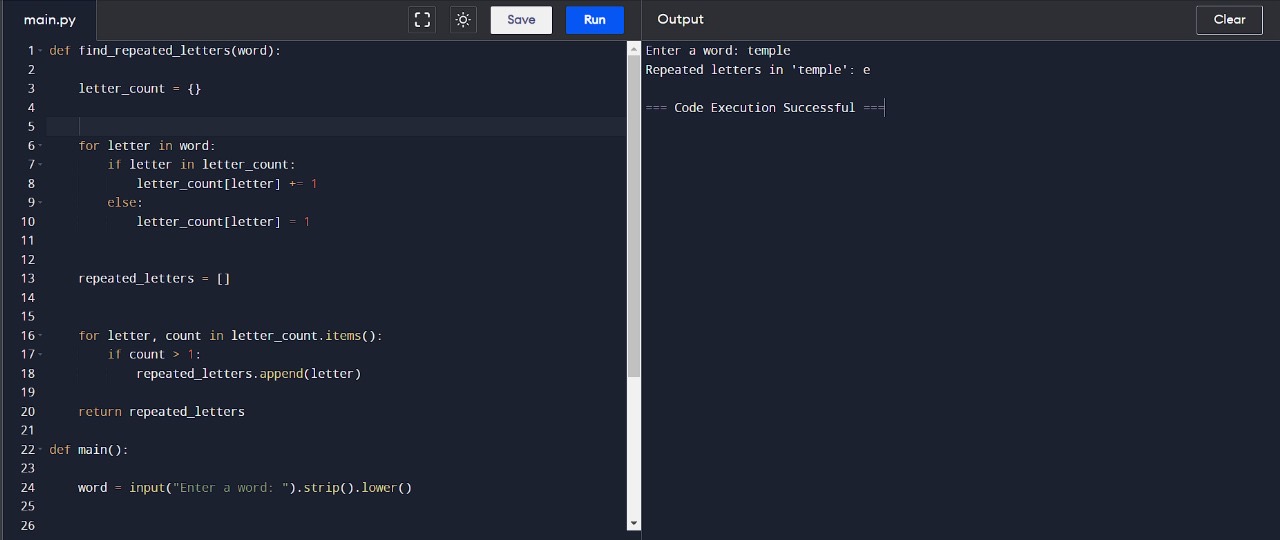 main.py
Save
Run
Output
Clear
1 def find_repeated_letters(word):
2
3     letter_count = {}
4
5
6     for letter in word:
7         if letter in letter_count:
8             letter_count[letter] += 1
9         else:
10             letter_count[letter] = 1
11
12
13     repeated_letters = []
14
15
16     for letter, count in letter_count.items():
17         if count > 1:
18             repeated_letters.append(letter)
19
20     return repeated_letters
21
22 def main():
23
24     word = input("Enter a word: ").strip().lower()
25
26
Enter a word: temple
Repeated letters in 'temple': e
=== Code Execution Successful ===